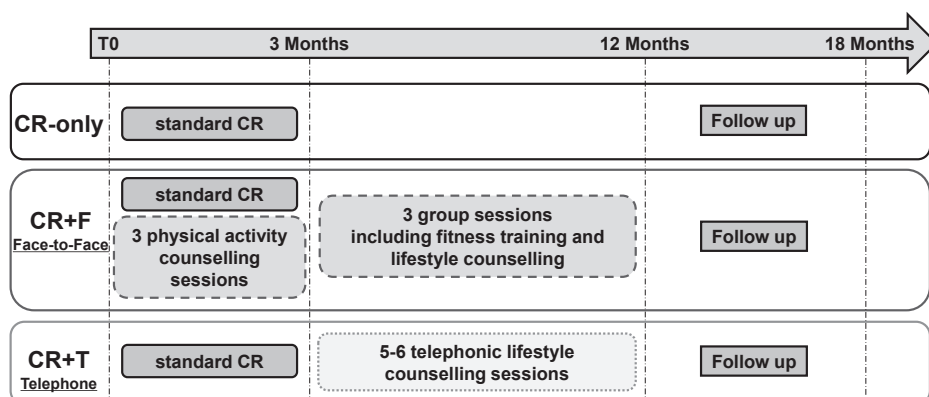 T0 3 Months 12 Months 18 Months
CR-only
standard CR
Follow up
CR+F
Face-to-Face
standard CR
3 physical activity
counselling
sessions
3 group sessions
including fitness training and
lifestyle counselling
Follow up
CR+T
Telephone
standard CR
5-6 telephonic lifestyle
counselling sessions
Follow up